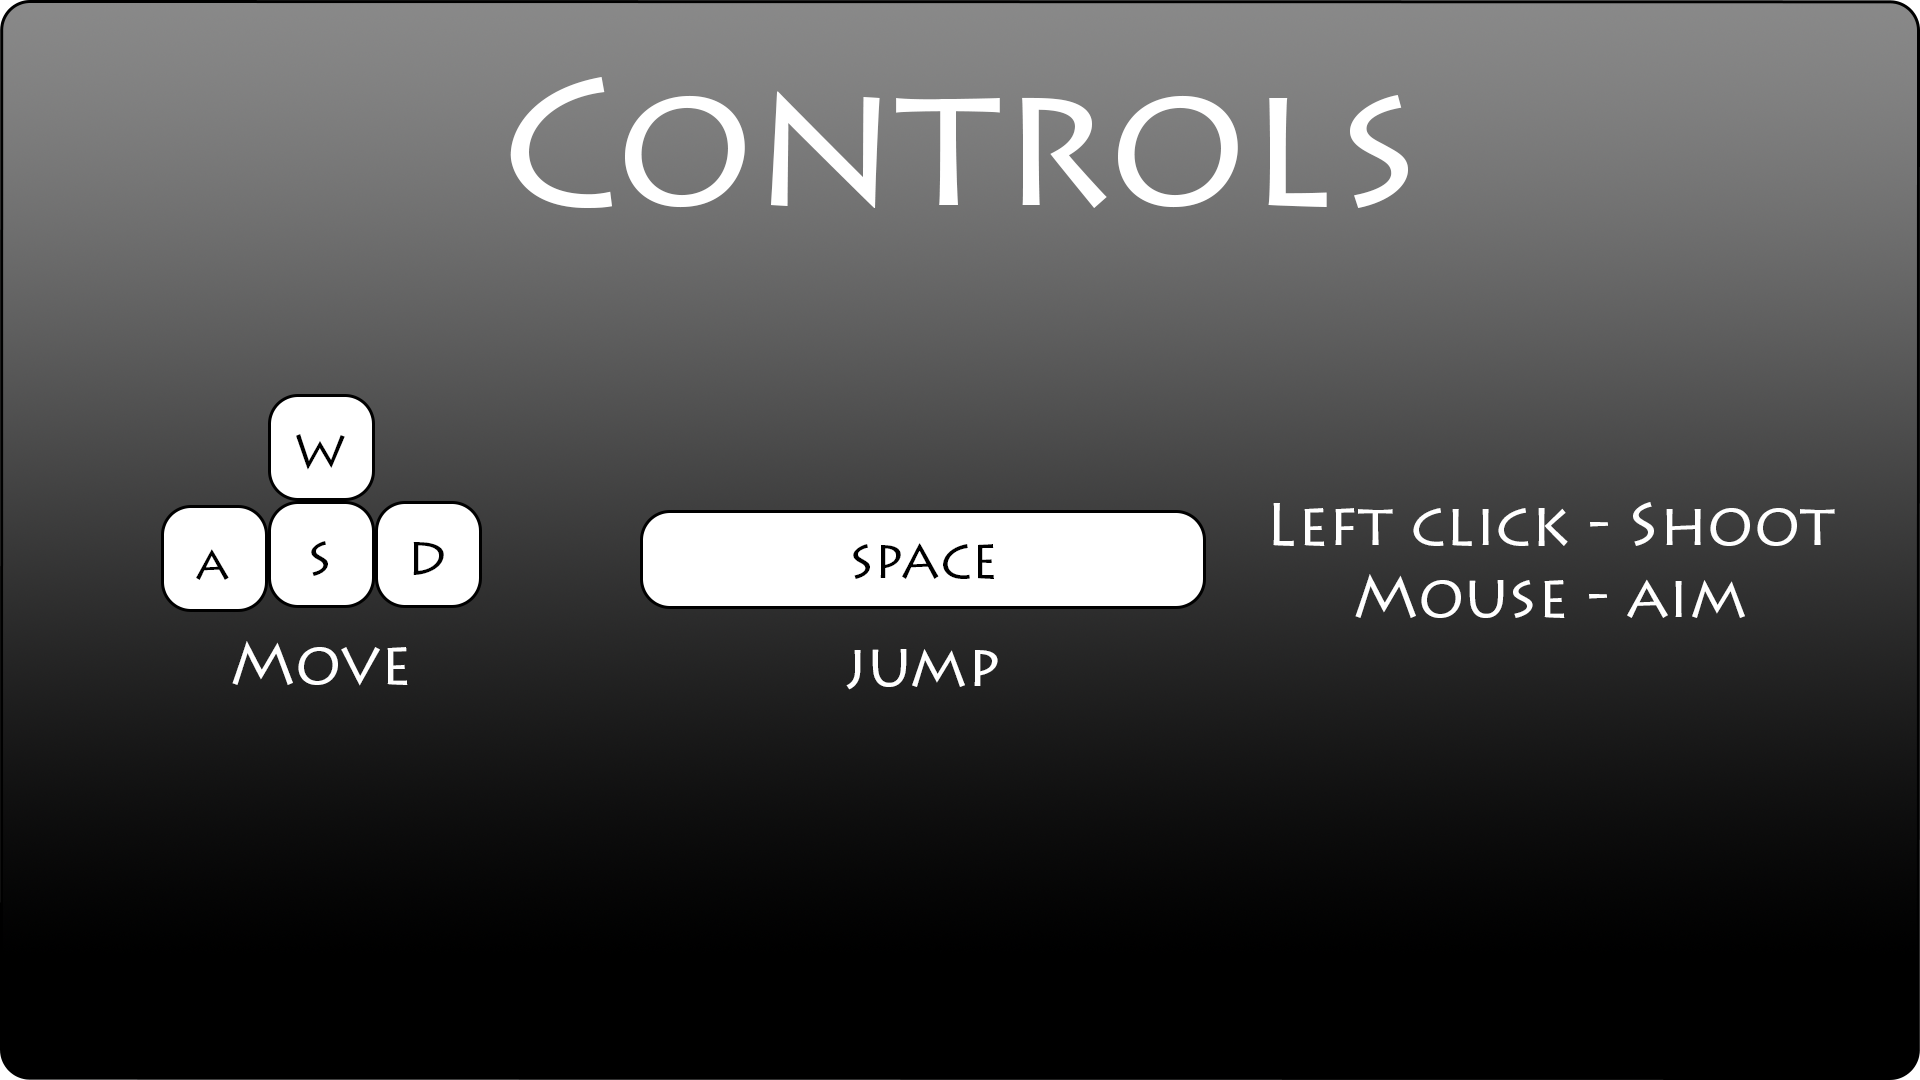 Controls
W
A S D
Move
SPACE
JUMP
Left click - Shoot
Mouse - aim